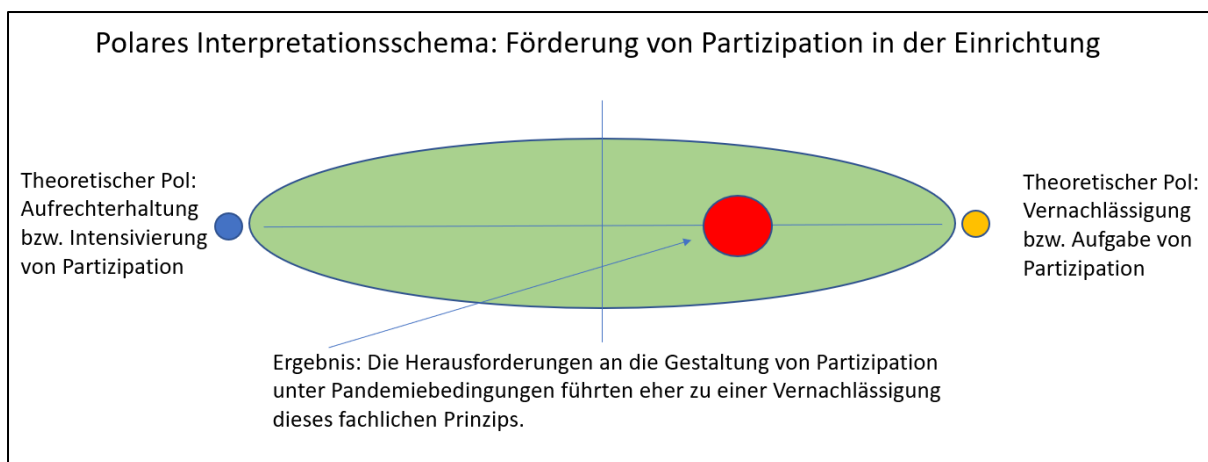 Polares Interpretationsschema: Förderung von Partizipation in der Einrichtung
Theoretischer Pol:
Aufrechterhaltung
bzw. Intensivierung
von Partizipation
Theoretischer Pol:
Vernachlässigung
bzw. Aufgabe von
Partizipation
Ergebnis: Die Herausforderungen an die Gestaltung von Partizipation
unter Pandemiebedingungen führten eher zu einer Vernachlässigung
dieses fachlichen Prinzips.